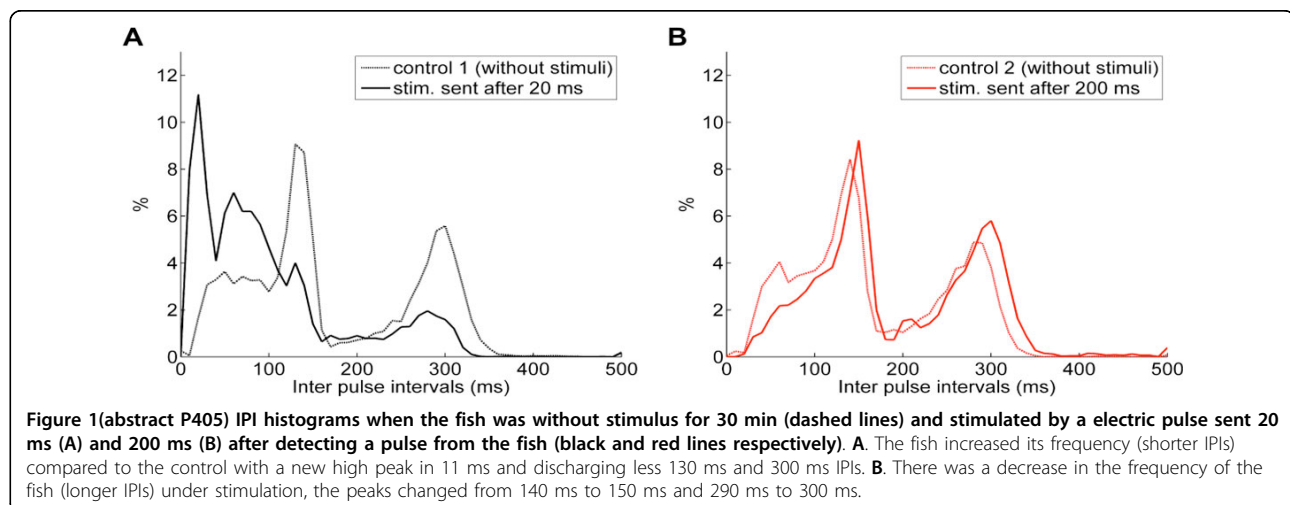 A
control 1 (without stimuli)
stim. sent after 20 ms
12
10
8
6
4
2
0
%
0 100 200 300 400 500
Inter pulse intervals (ms)
B
control 2 (without stimuli)
stim. sent after 200 ms
12
10
8
6
4
2
0
%
0 100 200 300 400 500
Inter pulse intervals (ms)
Figure 1(abstract P405) IPI histograms when the fish was without stimulus for 30 min (dashed lines) and stimulated by a electric pulse sent 20
ms (A) and 200 ms (B) after detecting a pulse from the fish (black and red lines respectively). A. The fish increased its frequency (shorter IPIs)
compared to the control with a new high peak in 11 ms and discharging less 130 ms and 300 ms IPIs. B. There was a decrease in the frequency of the
fish (longer IPIs) under stimulation, the peaks changed from 140 ms to 150 ms and 290 ms to 300 ms.